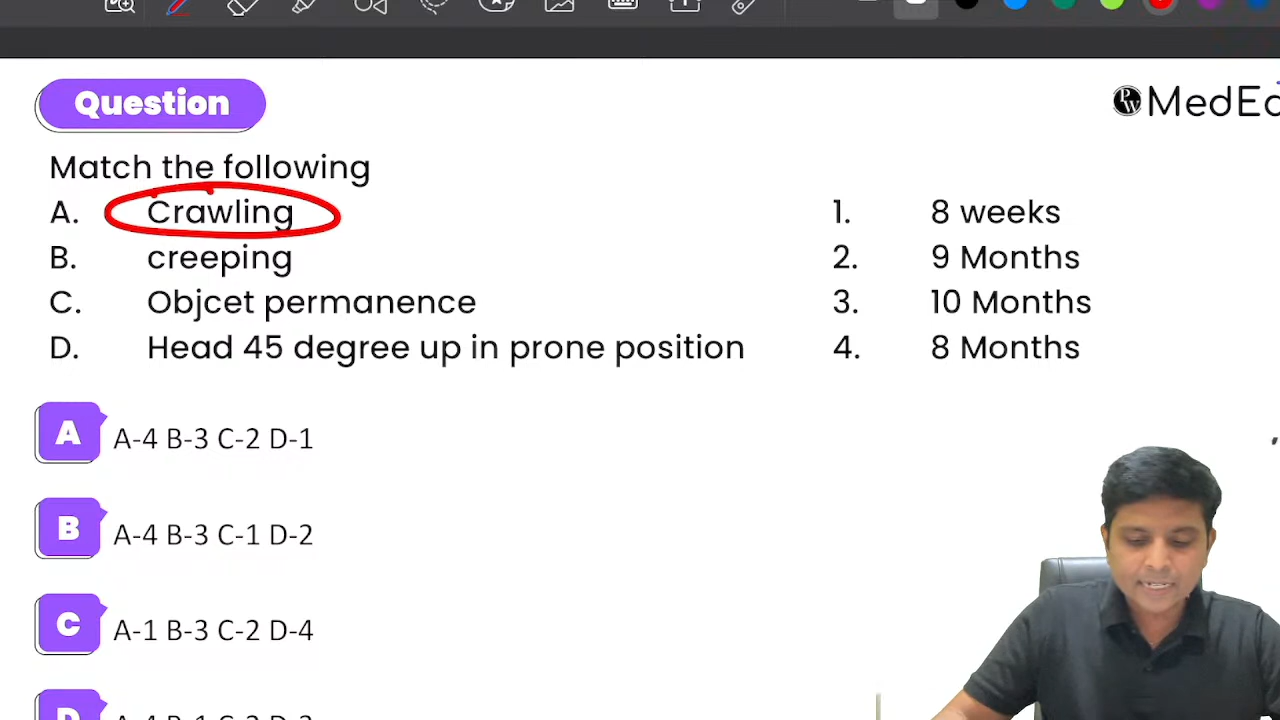 Question
MedEd
Match the following
A. Crawling 1. 8 weeks
B. creeping 2. 9 Months
C. Objcet permanence 3. 10 Months
D. Head 45 degree up in prone position 4. 8 Months
A A-4 B-3 C-2 D-1
B A-4 B-3 C-1 D-2
C A-1 B-3 C-2 D-4